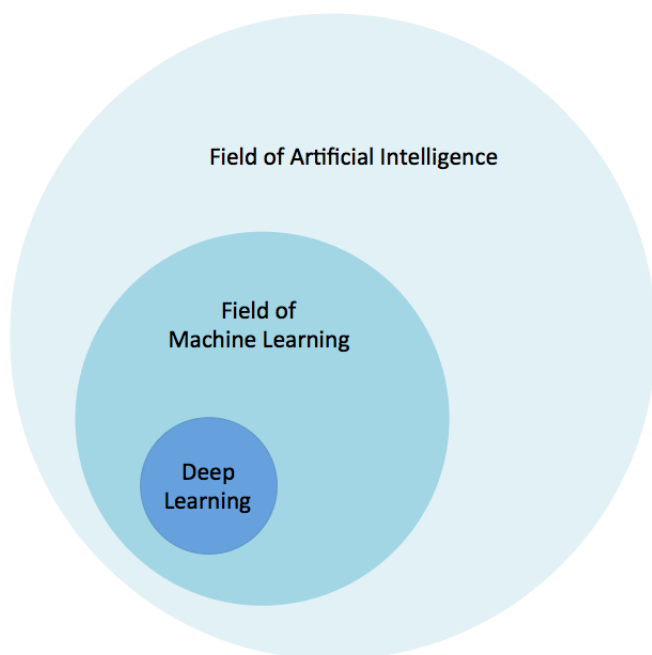 Field of Artificial Intelligence
Field of
Machine Learning
Deep
Learning